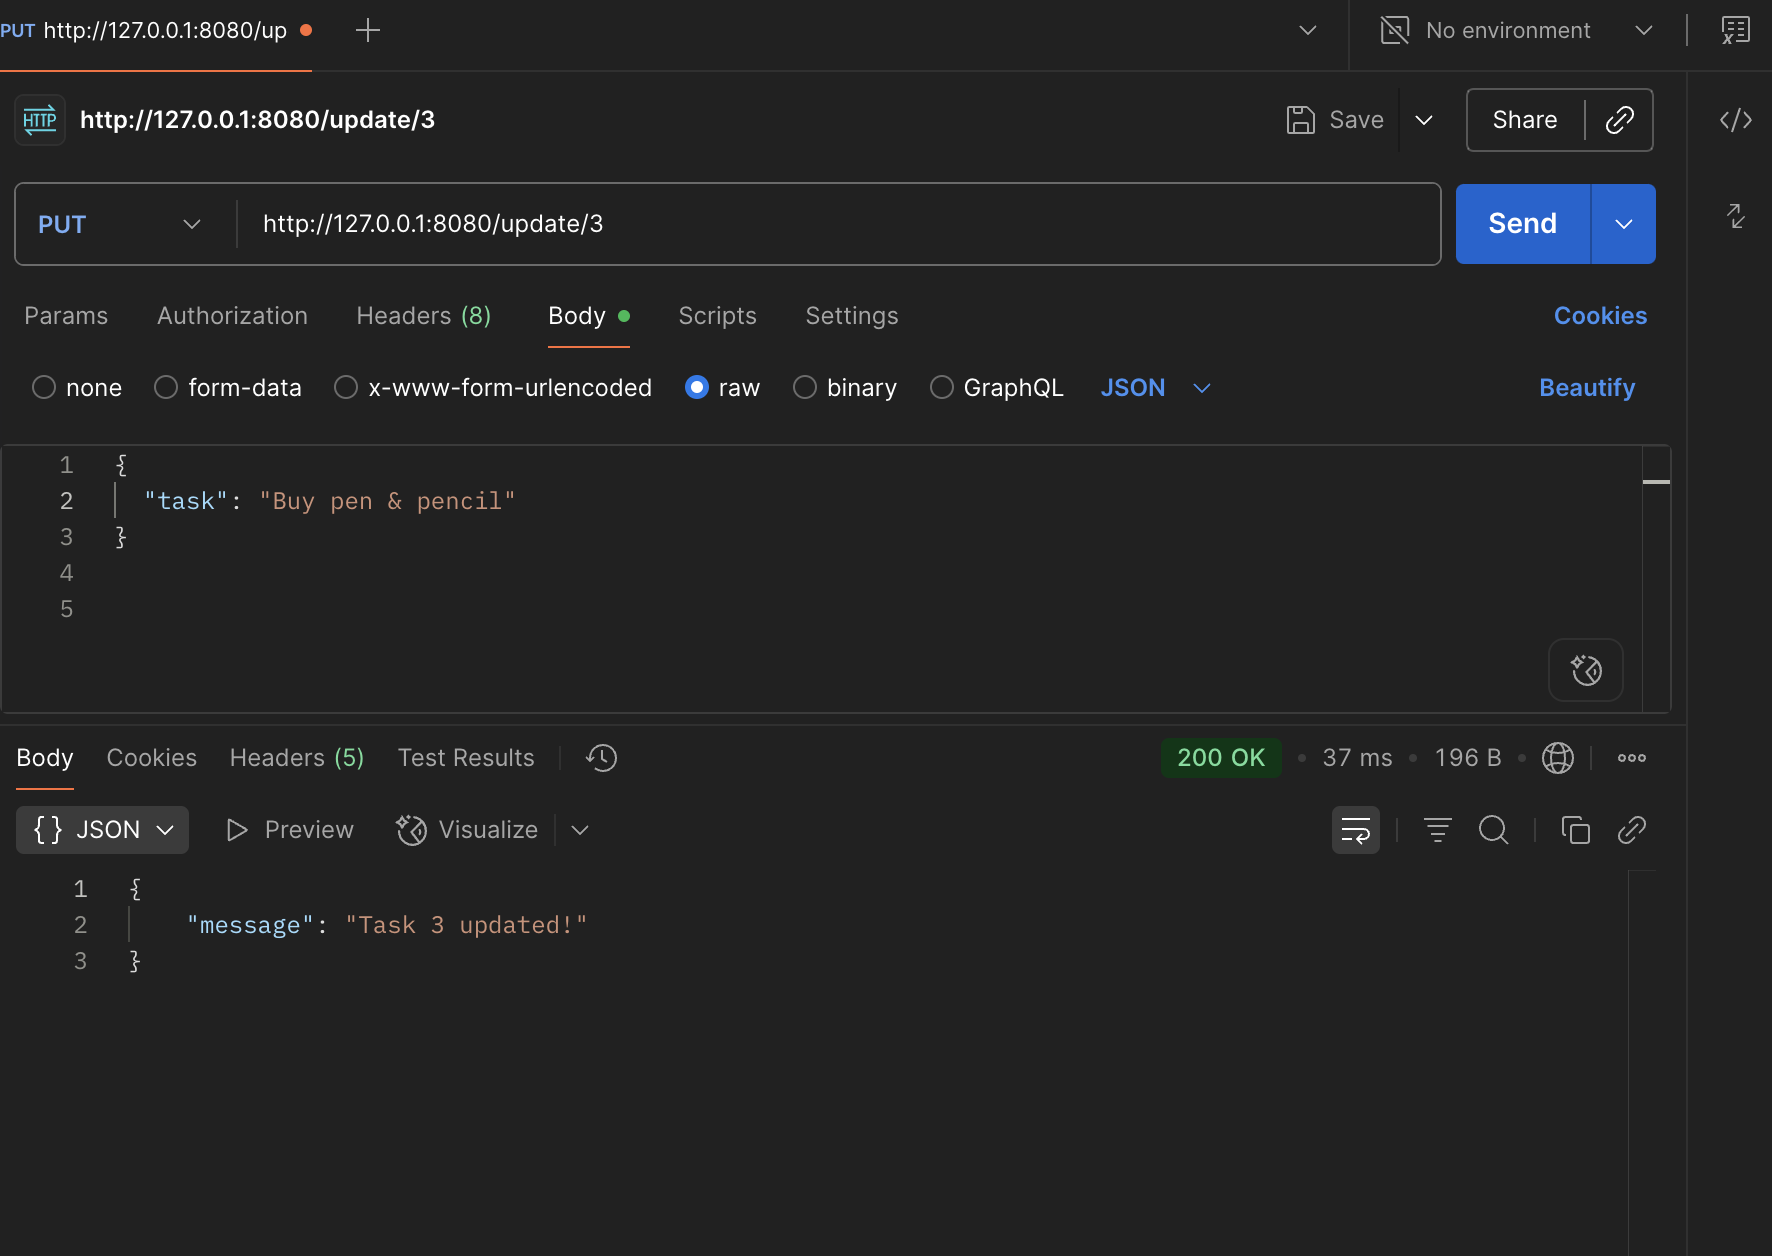 PUT http://127.0.0.1:8080/up
No environment
HTTP http://127.0.0.1:8080/update/3
Save
Share
PUT http://127.0.0.1:8080/update/3
Send
Params Authorization Headers (8) Body Scripts Settings Cookies
none form-data x-www-form-urlencoded raw binary GraphQL JSON Beautify
1 {
2 "task": "Buy pen & pencil"
3 }
4
5
Body Cookies Headers (5) Test Results 200 OK • 37 ms • 196 B •
{} JSON Preview Visualize
1 {
2 "message": "Task 3 updated!"
3 }